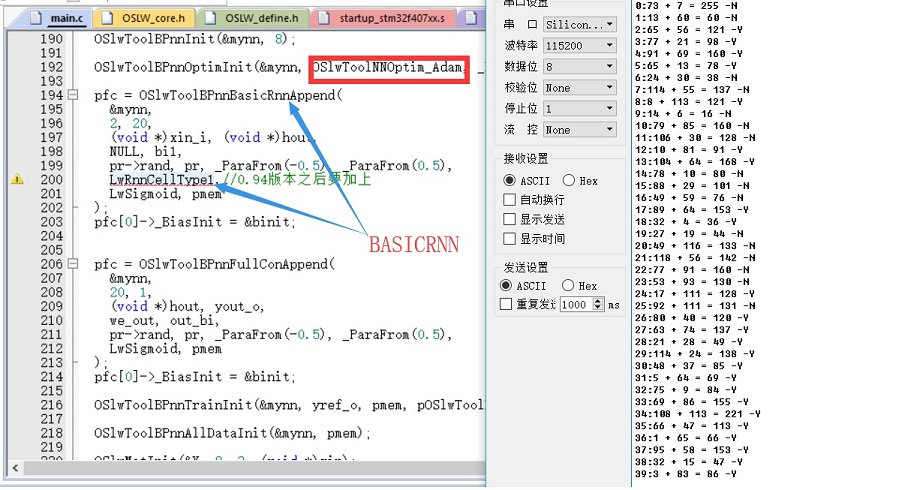 main.c
OSLW_core.h
OSLW_define.h
startup_stm32f407xx.s
190 OSlwToolBPnnInit(&mynn, 8);
191
192 OSlwToolBPnnOptimInit(&mynn, OSlwToolNNOptim_Adam,
193
194 pfc = OSlwToolBPnnBasicRnnAppend(
195 &mynn,
196 2, 20,
197 (void *)xin_i, (void *)hout,
198 NULL, bi1,
199 pr->rand, pr, _ParaFrom(-0.5), _ParaFrom(0.5),
200 LwRnnCellType1,//0.94版本之后要加上
201 LwSigmoid, pmem
202 );
203 pfc[0]->_BiasInit = &binit;
204
205
206 pfc = OSlwToolBPnnFullConAppend(
207 &mynn,
208 20, 1,
209 (void *)hout, yout_o,
210 we_out, out_bi,
211 pr->rand, pr, _ParaFrom(-0.5), _ParaFrom(0.5),
212 LwSigmoid, pmem
213 );
214 pfc[0]->_BiasInit = &binit;
215
216 OSlwToolBPnnTrainInit(&mynn, yref_o, pmem, pOSlwTool
217
218 OSlwToolBPnnAllDataInit(&mynn, pmem);
219
BASICRNN
串口设置
串 口 Silicon...
波特率 115200
数据位 8
校验位 None
停止位 1
流 控 None
接收设置
ASCII Hex
自动换行
显示发送
显示时间
发送设置
ASCII Hex
重复发送 1000 ms
0:73 + 7 = 255 -N
1:13 + 60 = 60 -N
2:65 + 56 = 121 -Y
3:77 + 21 = 98 -Y
4:91 + 69 = 160 -Y
5:65 + 13 = 78 -Y
6:24 + 30 = 38 -N
7:114 + 55 = 137 -N
8:8 + 113 = 121 -Y
9:14 + 6 = 16 -N
10:79 + 85 = 160 -N
11:106 + 30 = 128 -N
12:10 + 81 = 91 -Y
13:104 + 64 = 168 -Y
14:78 + 10 = 80 -N
15:88 + 29 = 101 -N
16:49 + 59 = 76 -N
17:89 + 64 = 153 -Y
18:32 + 4 = 36 -Y
19:27 + 19 = 44 -N
20:49 + 116 = 133 -N
21:118 + 56 = 142 -N
22:77 + 91 = 160 -N
23:53 + 93 = 130 -N
24:17 + 111 = 128 -Y
25:92 + 111 = 131 -N
26:80 + 40 = 120 -Y
27:63 + 74 = 137 -Y
28:21 + 28 = 49 -Y
29:114 + 24 = 138 -Y
30:48 + 37 = 85 -Y
31:5 + 64 = 69 -Y
32:75 + 9 = 84 -Y
33:69 + 86 = 155 -Y
34:108 + 113 = 221 -Y
35:66 + 47 = 113 -Y
36:1 + 65 = 66 -Y
37:95 + 58 = 153 -Y
38:32 + 15 = 47 -Y
39:3 + 83 = 86 -Y